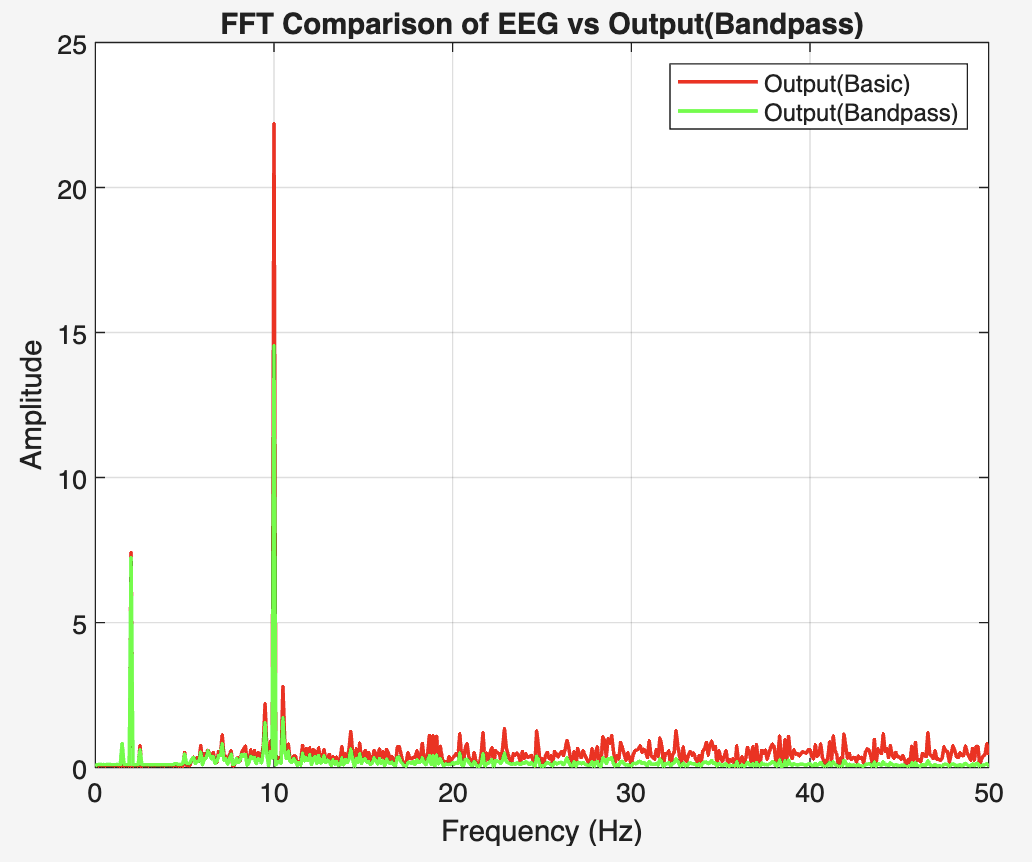 FFT Comparison of EEG vs Output(Bandpass)
Output(Basic)
Output(Bandpass)
25
20
15
10
5
0
Amplitude
0 10 20 30 40 50
Frequency (Hz)